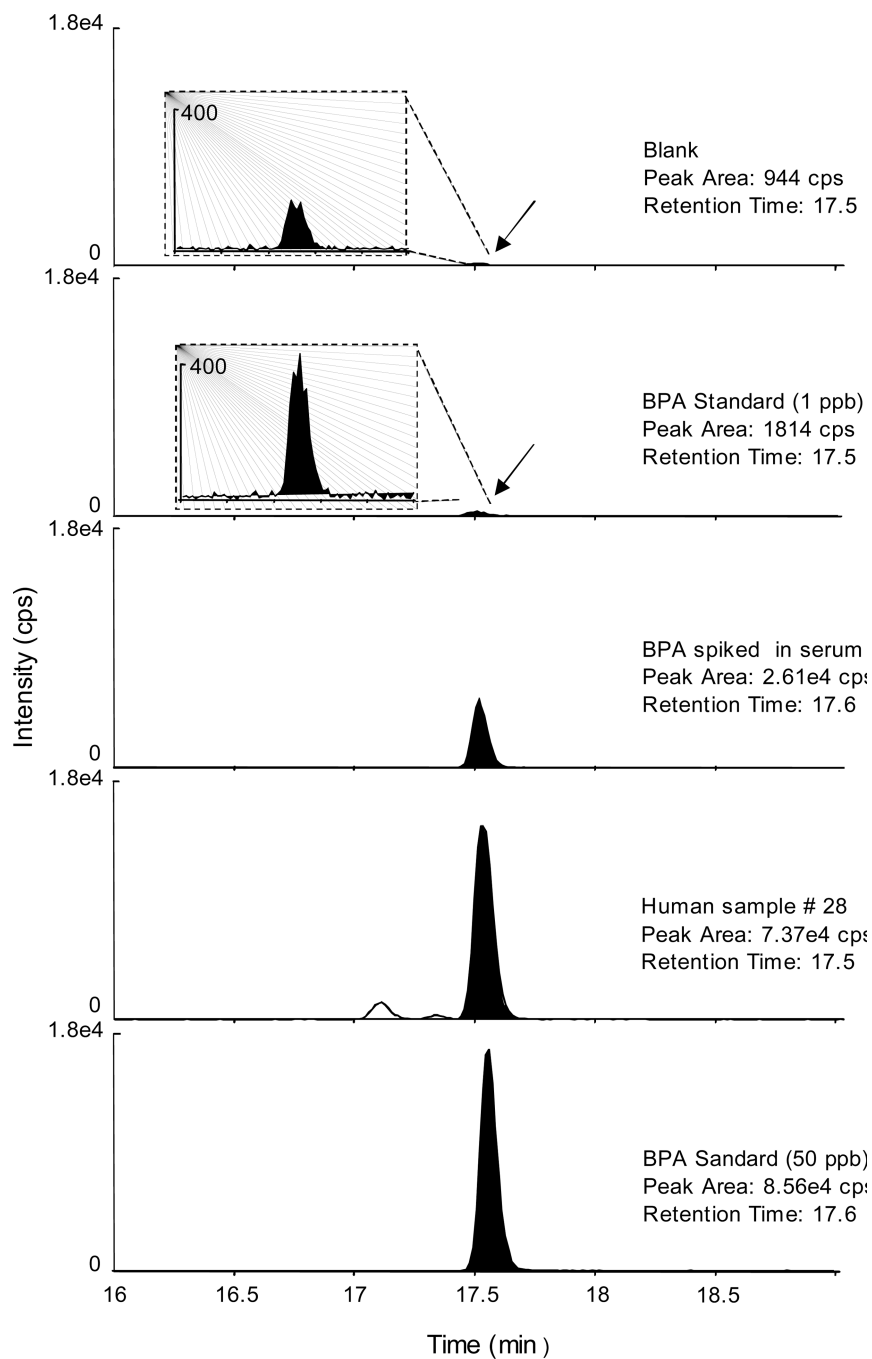 1.8e4
400
Blank
Peak Area: 944 cps
Retention Time: 17.5
0
1.8e4
400
BPA Standard (1 ppb)
Peak Area: 1814 cps
Retention Time: 17.5
0
1.8e4
Intensity (cps)
BPA spiked in serum
Peak Area: 2.61e4 cps
Retention Time: 17.6
0
1.8e4
Human sample # 28
Peak Area: 7.37e4 cps
Retention Time: 17.5
0
1.8e4
BPA Sandard (50 ppb)
Peak Area: 8.56e4 cps
Retention Time: 17.6
0
16 16.5 17 17.5 18 18.5
Time (min )